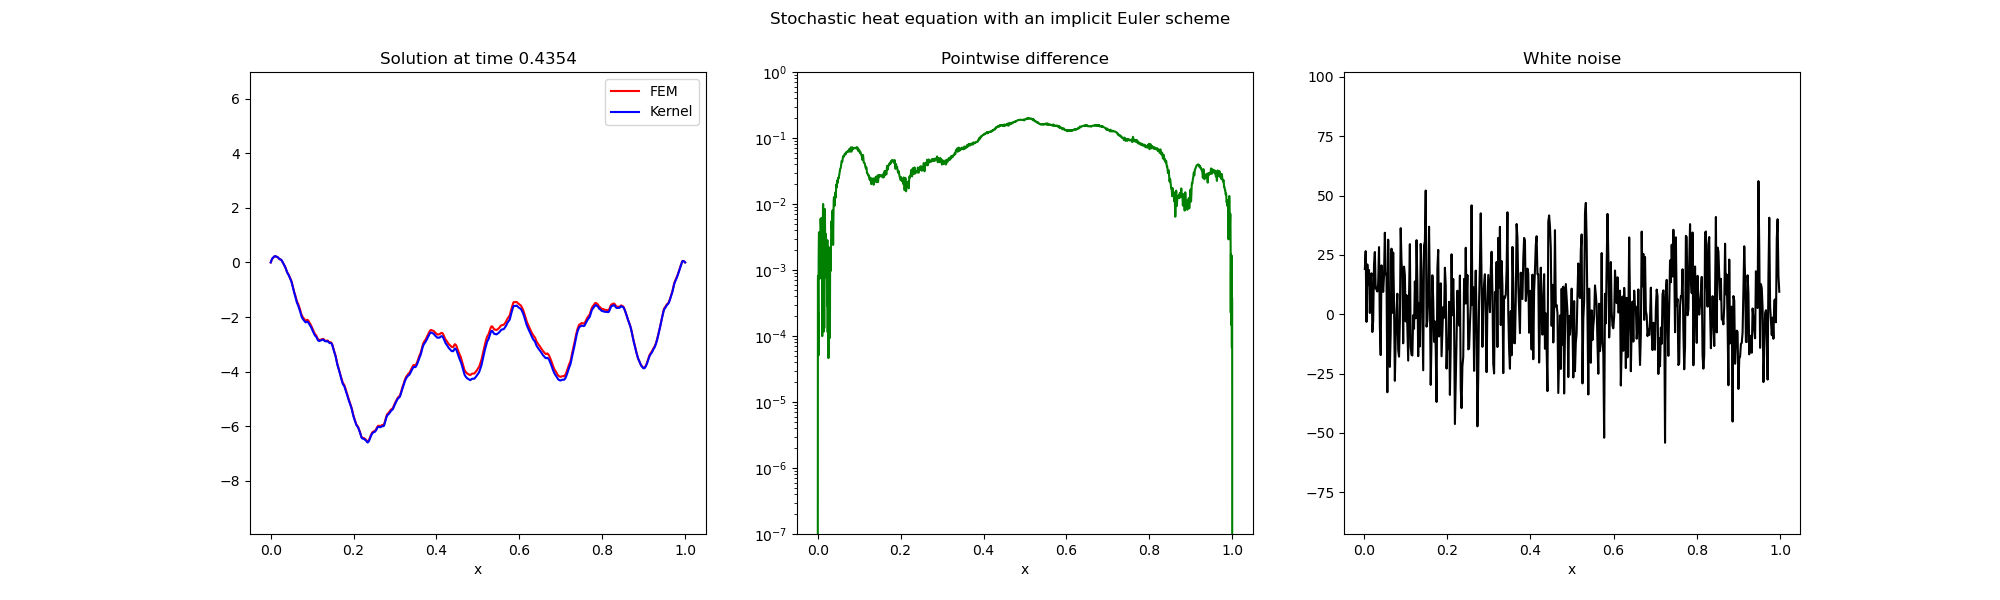 Stochastic heat equation with an implicit Euler scheme
Solution at time 0.4354
FEM
Kernel
6
4
2
0
−2
−4
−6
−8
0.0 0.2 0.4 0.6 0.8 1.0
x
Pointwise difference
10⁰
10⁻¹
10⁻²
10⁻³
10⁻⁴
10⁻⁵
10⁻⁶
10⁻⁷
0.0 0.2 0.4 0.6 0.8 1.0
x
White noise
100
75
50
25
0
−25
−50
−75
0.0 0.2 0.4 0.6 0.8 1.0
x